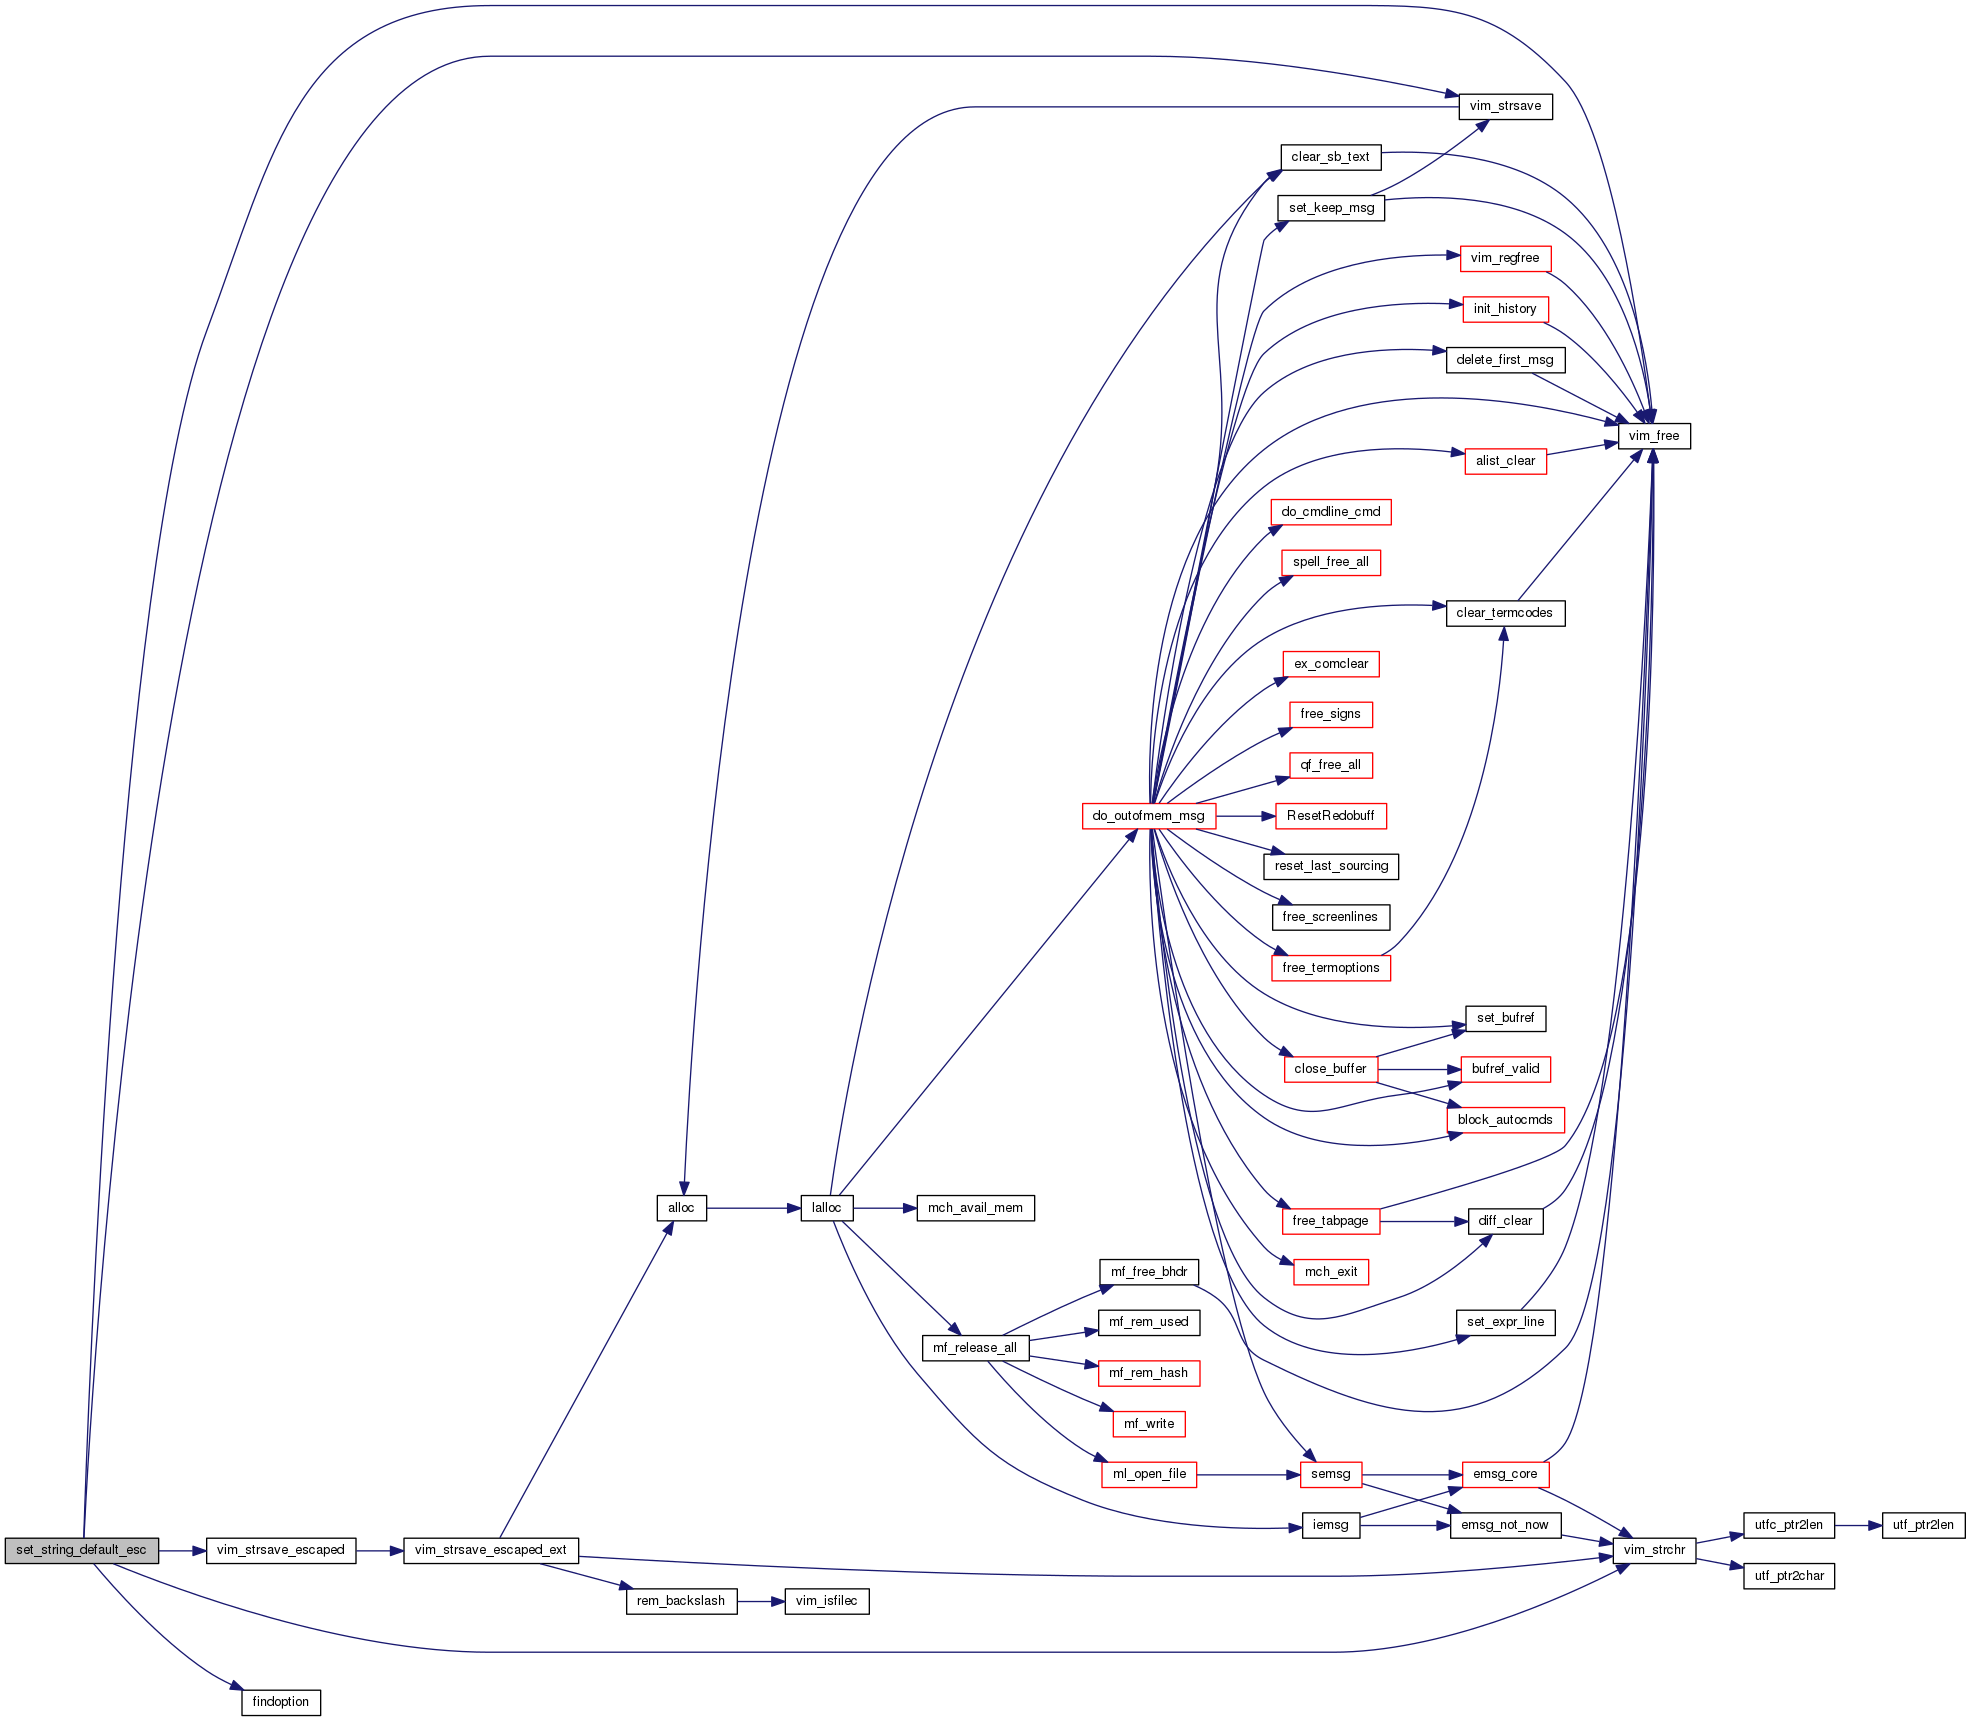 vim_strsave
clear_sb_text
set_keep_msg
vim_regfree
init_history
delete_first_msg
vim_free
alist_clear
do_cmdline_cmd
spell_free_all
clear_termcodes
ex_comclear
free_signs
qf_free_all
do_outofmem_msg
ResetRedobuff
reset_last_sourcing
free_screenlines
free_termoptions
set_bufref
close_buffer
bufref_valid
block_autocmds
alloc
lalloc
mch_avail_mem
free_tabpage
diff_clear
mf_free_bhdr
mch_exit
mf_rem_used
set_expr_line
mf_release_all
mf_rem_hash
mf_write
ml_open_file
semsg
emsg_core
iemsg
emsg_not_now
utfc_ptr2len
utf_ptr2len
set_string_default_esc
vim_strsave_escaped
vim_strsave_escaped_ext
vim_strchr
utf_ptr2char
rem_backslash
vim_isfilec
findoption